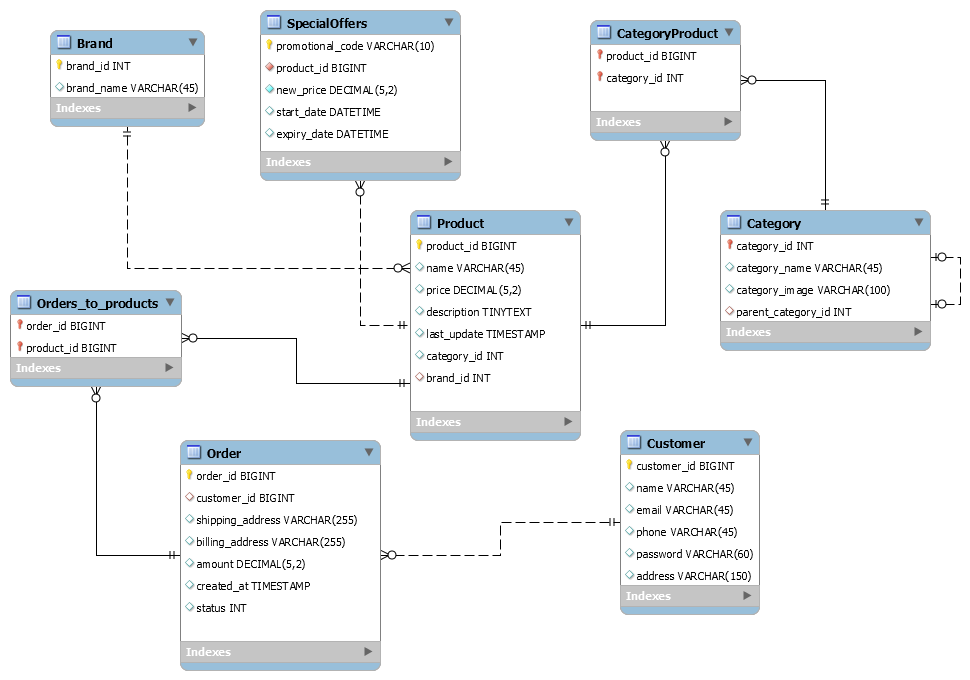 Brand
brand_id INT
brand_name VARCHAR(45)
Indexes
SpecialOffers
promotional_code VARCHAR(10)
product_id BIGINT
new_price DECIMAL(5,2)
start_date DATETIME
expiry_date DATETIME
Indexes
CategoryProduct
product_id BIGINT
category_id INT
Indexes
Product
product_id BIGINT
name VARCHAR(45)
price DECIMAL(5,2)
description TINYTEXT
last_update TIMESTAMP
category_id INT
brand_id INT
Indexes
Category
category_id INT
category_name VARCHAR(45)
category_image VARCHAR(100)
parent_category_id INT
Indexes
Orders_to_products
order_id BIGINT
product_id BIGINT
Indexes
Order
order_id BIGINT
customer_id BIGINT
shipping_address VARCHAR(255)
billing_address VARCHAR(255)
amount DECIMAL(5,2)
created_at TIMESTAMP
status INT
Indexes
Customer
customer_id BIGINT
name VARCHAR(45)
email VARCHAR(45)
phone VARCHAR(45)
password VARCHAR(60)
address VARCHAR(150)
Indexes